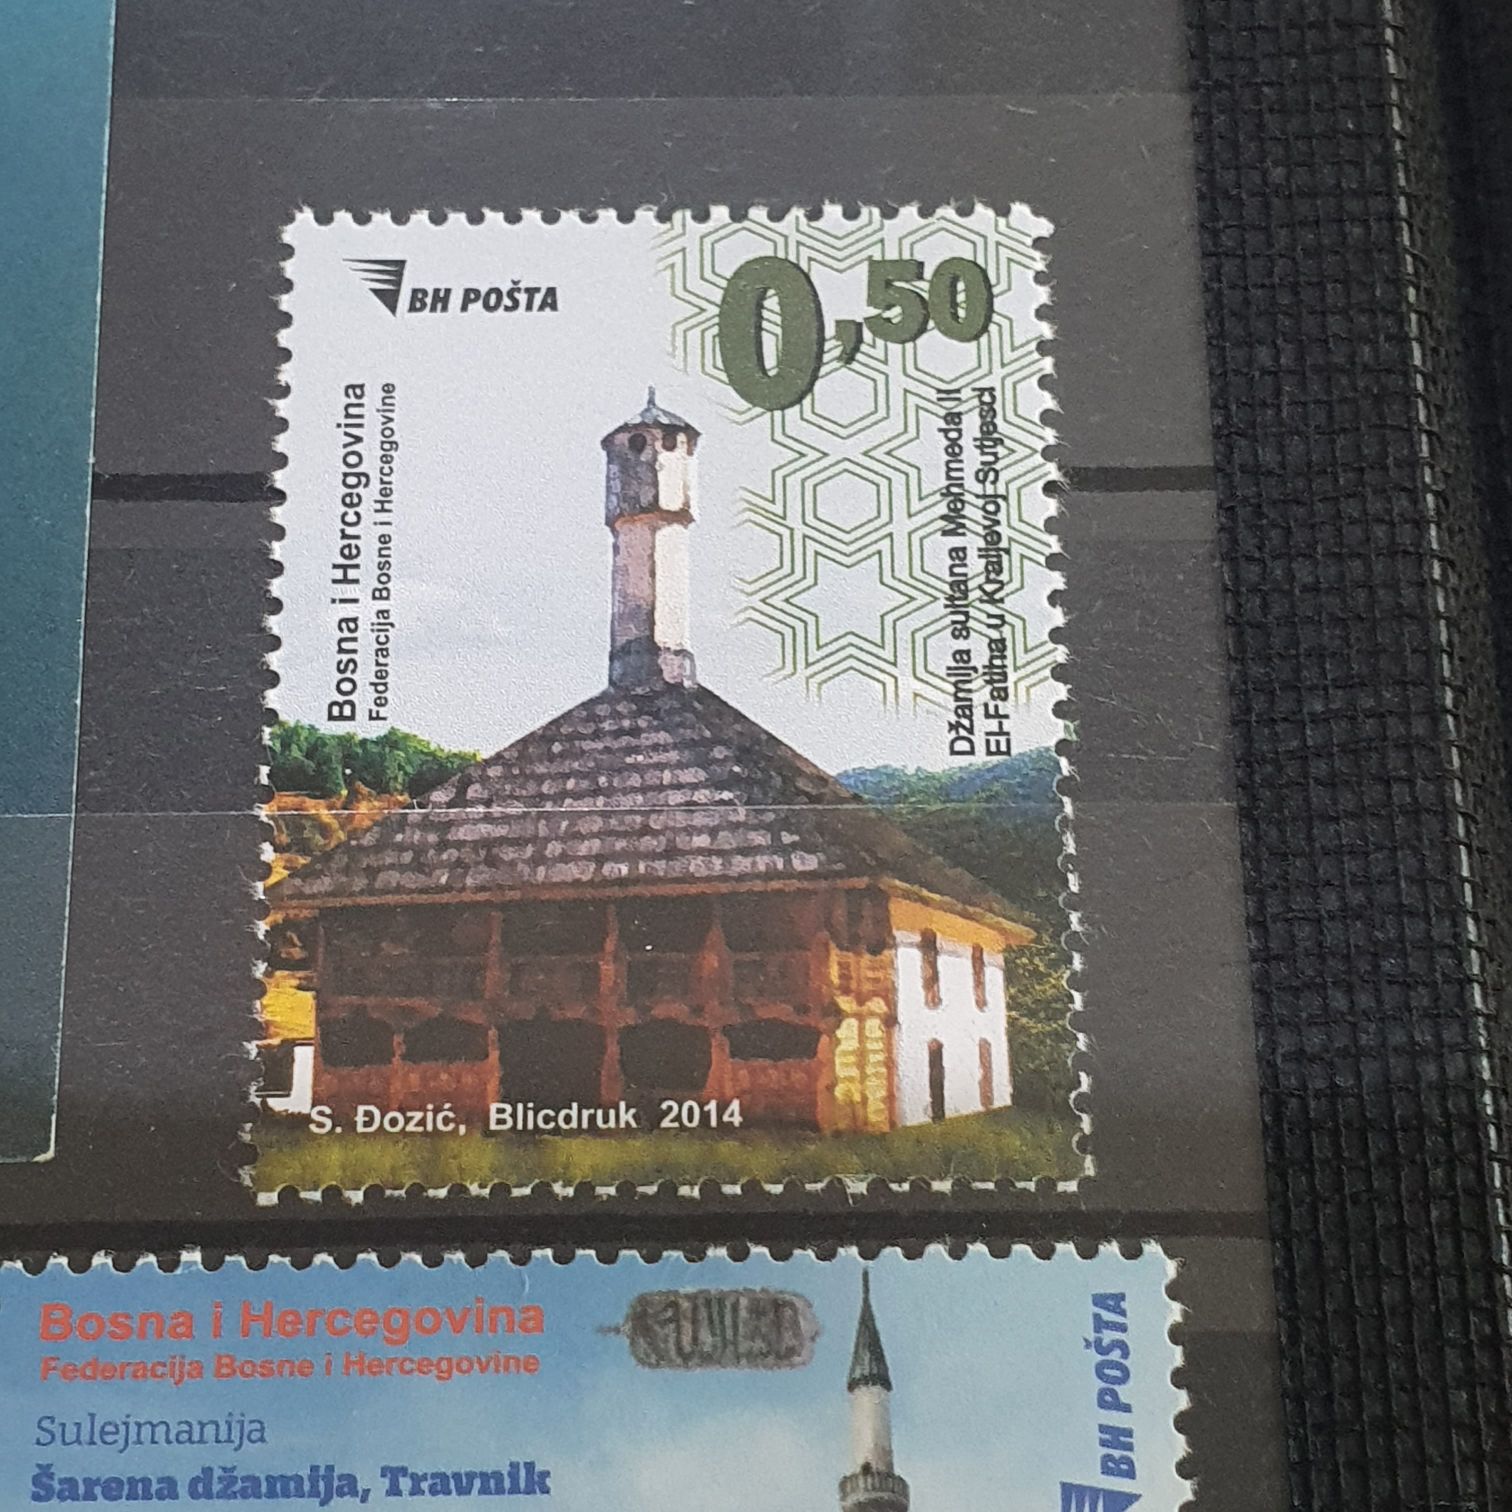 BH POŠTA
0,50
Bosna i Hercegovina
Federacija Bosne i Hercegovine
Džamija sultana Mehmeda II
El-Fatiha u Kraljevoj Sutjesci
S. Đozić, Blicdruk 2014
Bosna i Hercegovina
Federacija Bosne i Hercegovine
Sulejmanija
Šarena džamija, Travnik
BH POŠTA